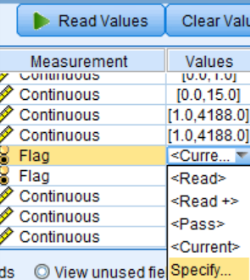 Read Values Clear Valu
Measurement Values
Continuous [0.0,1.0]
Continuous [0.0,15.0]
Continuous [1.0,4188.0]
Continuous [1.0,4188.0]
Flag <Curre...
Flag <Read>
Continuous <Read +>
Continuous <Pass>
Continuous <Current>
ds View unused fie Specify...